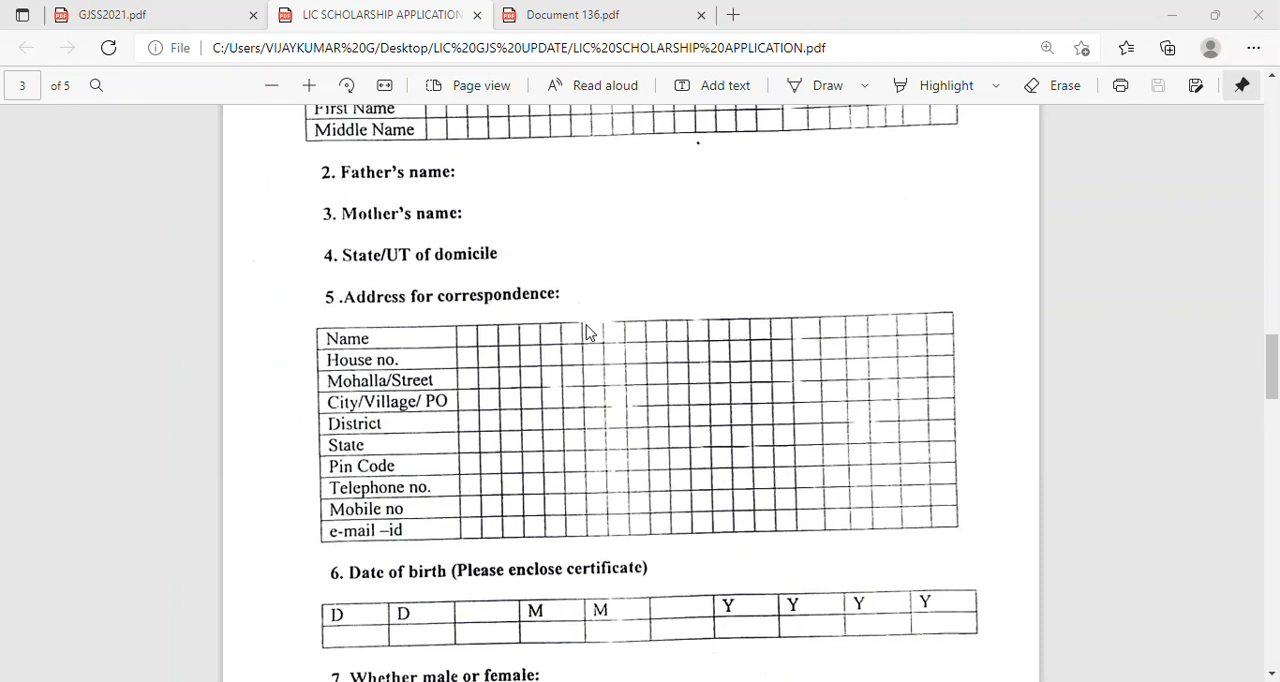 GJSS2021.pdf
LIC SCHOLARSHIP APPLICATION
Document 136.pdf
File C:/Users/VIJAYKUMAR%20G/Desktop/LIC%20GJS%20UPDATE/LIC%20SCHOLARSHIP%20APPLICATION.pdf
3 of 5 Page view Read aloud Add text Draw Highlight Erase
First Name
Middle Name
2. Father's name:
3. Mother's name:
4. State/UT of domicile
5 .Address for correspondence:
Name
House no.
Mohalla/Street
City/Village/ PO
District
State
Pin Code
Telephone no.
Mobile no
e-mail –id
6. Date of birth (Please enclose certificate)
D D M M Y Y Y Y
7. Whether male or female: